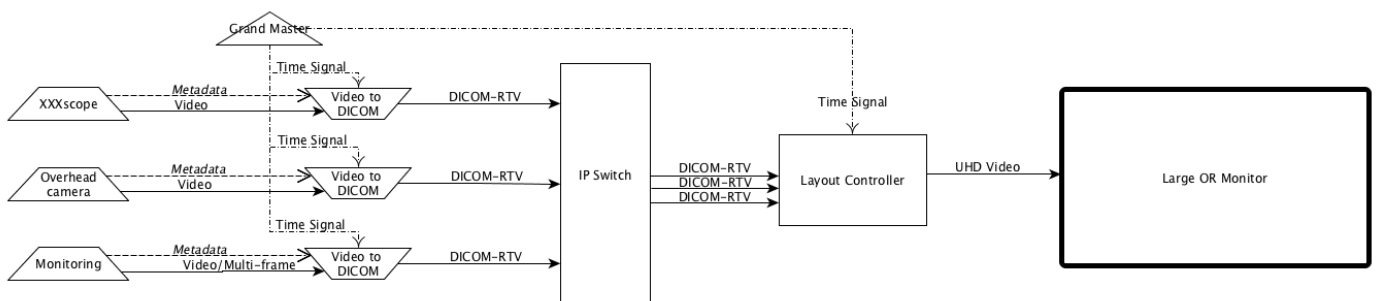 Grand Master
Time Signal
Metadata
XXXscope
Video
Video to
DICOM
DICOM-RTV
Time Signal
Time Signal
Metadata
Overhead
camera
Video
Video to
DICOM
DICOM-RTV
IP Switch
DICOM-RTV
DICOM-RTV
DICOM-RTV
Layout Controller
UHD Video
Large OR Monitor
Time Signal
Metadata
Monitoring
Video/Multi-frame
Video to
DICOM
DICOM-RTV